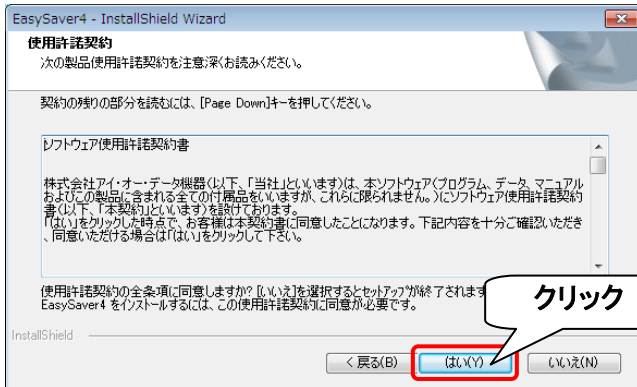 EasySaver4 - InstallShield Wizard
使用許諾契約
次の製品使用許諾契約を注意深くお読みください。
契約の残りの部分を読むには、[Page Down]キーを押してください。
ソフトウェア使用許諾契約書
株式会社アイ・オー・データ機器(以下、「当社」といいます)は、本ソフトウェア(プログラム、データ、マニュアル
およびこの製品に含まれる全ての付属品をいいますが、これらに限られません。)にソフトウェア使用許諾契約
書(以下、「本契約」といいます)を設けております。
「はい」をクリックした時点で、お客様は本契約書に同意したことになります。下記内容を十分ご確認いただき
、同意いただける場合は「はい」をクリックして下さい。
使用許諾契約の全条項に同意しますか? [いいえ]を選択するとセットアップが終了されます
EasySaver4 をインストールするには、この使用許諾契約に同意が必要です。
クリック
InstallShield
< 戻る(B)
はい(Y)
いいえ(N)